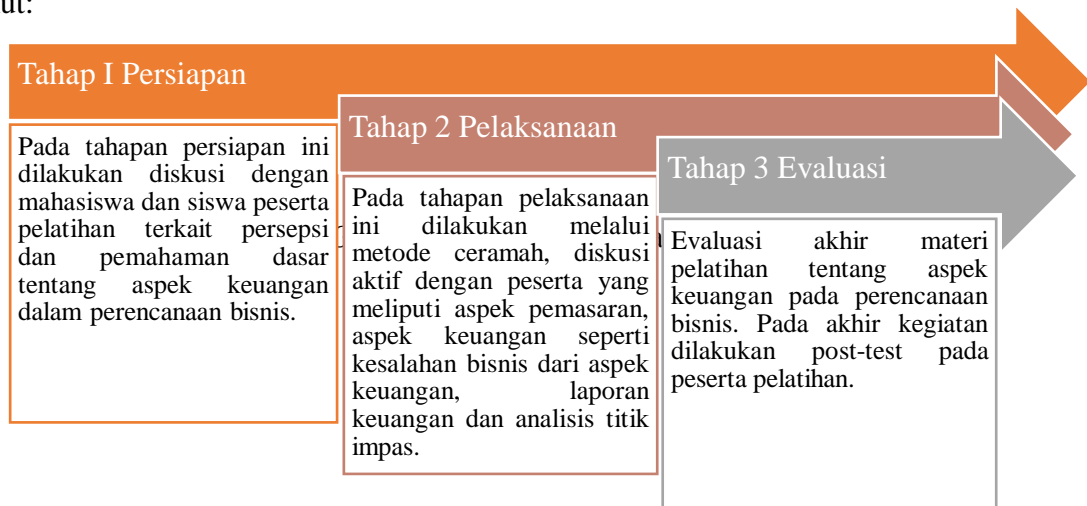 ut:
Tahap I Persiapan
Pada tahapan persiapan ini
dilakukan diskusi dengan
mahasiswa dan siswa peserta
pelatihan terkait persepsi
dan pemahaman dasar
tentang aspek keuangan
dalam perencanaan bisnis.
Tahap 2 Pelaksanaan
Pada tahapan pelaksanaan
ini dilakukan melalui
metode ceramah, diskusi
aktif dengan peserta yang
meliputi aspek pemasaran,
aspek keuangan seperti
kesalahan bisnis dari aspek
keuangan, laporan
keuangan dan analisis titik
impas.
Tahap 3 Evaluasi
Evaluasi akhir materi
pelatihan tentang aspek
keuangan pada perencanaan
bisnis. Pada akhir kegiatan
dilakukan post-test pada
peserta pelatihan.